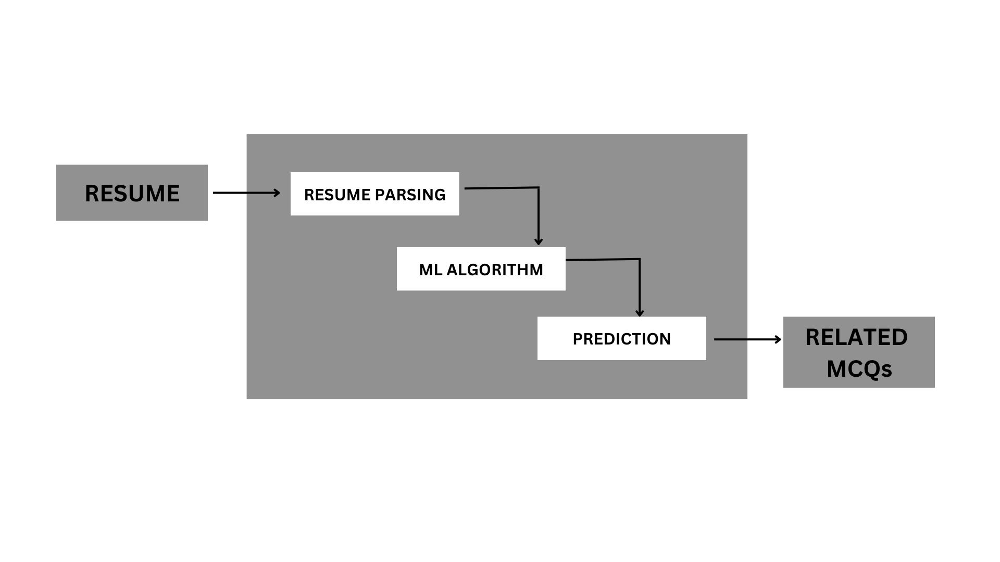 RESUME
RESUME PARSING
ML ALGORITHM
PREDICTION
RELATED
MCQs